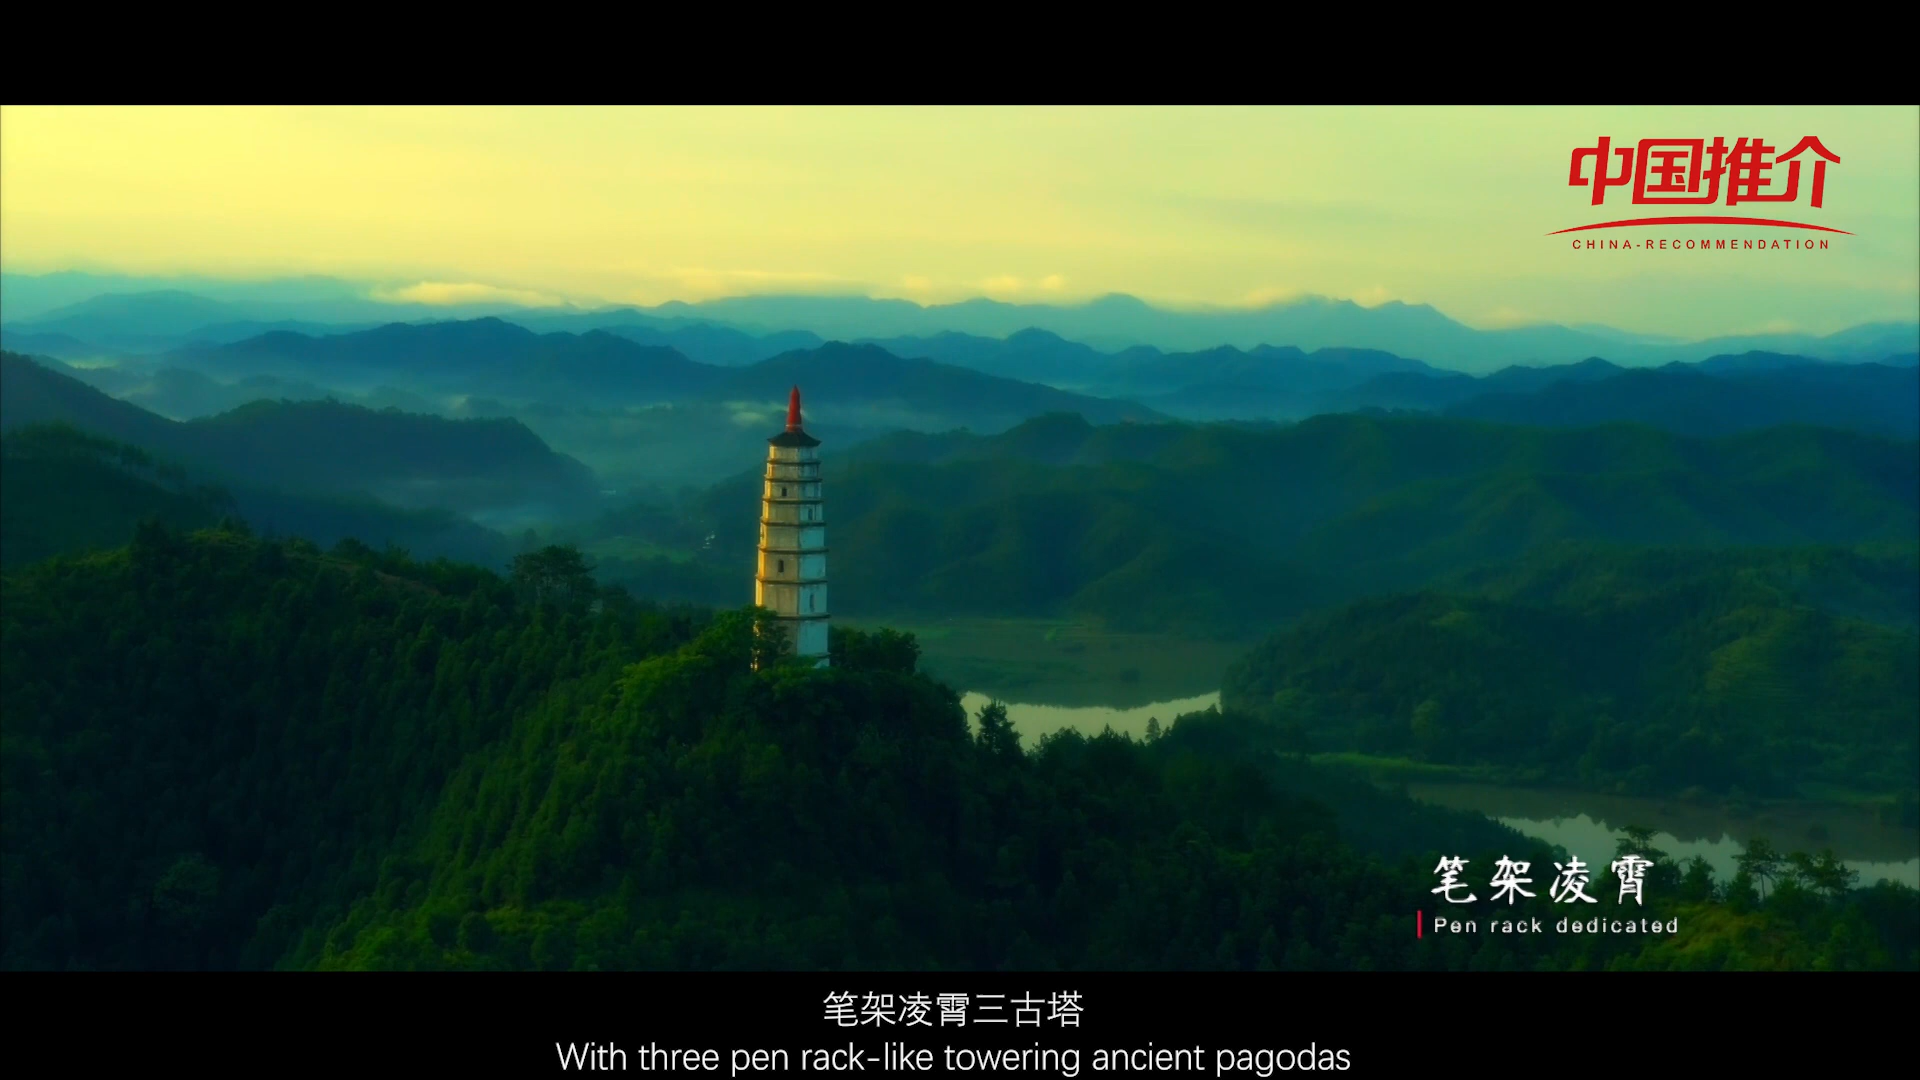 中国推介
CHINA-RECOMMENDATION
笔架凌霄
Pen rack dedicated
笔架凌霄三古塔
With three pen rack-like towering ancient pagodas